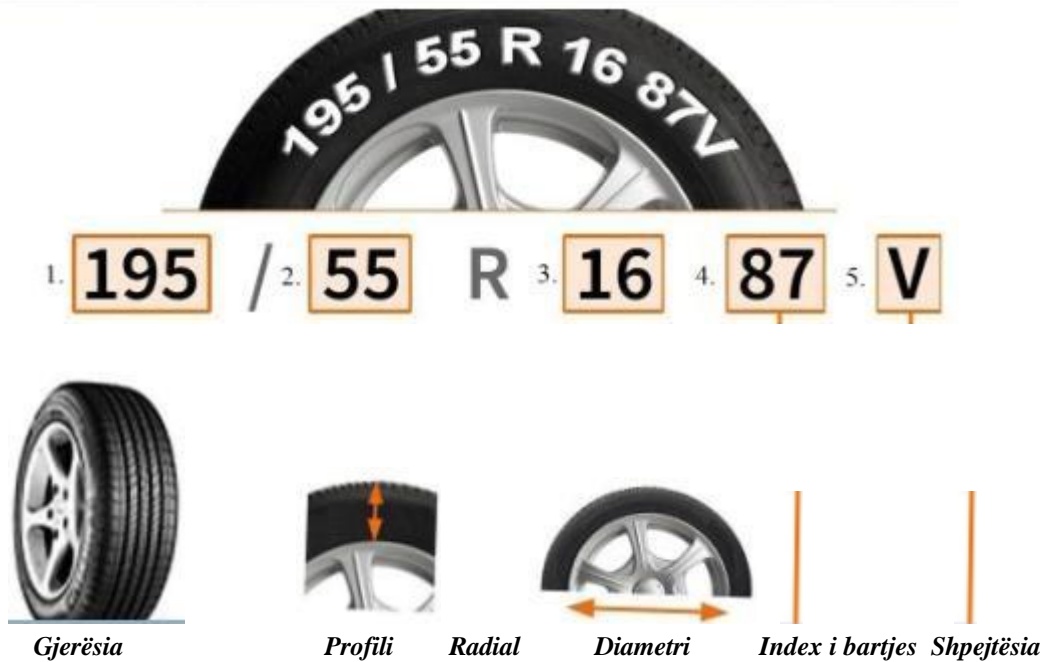 195 / 55 R 16 87V
1. 195 / 2. 55 R 3. 16 4. 87 5. V
Gjerësia Profili Radial Diametri Index i bartjes Shpejtësia